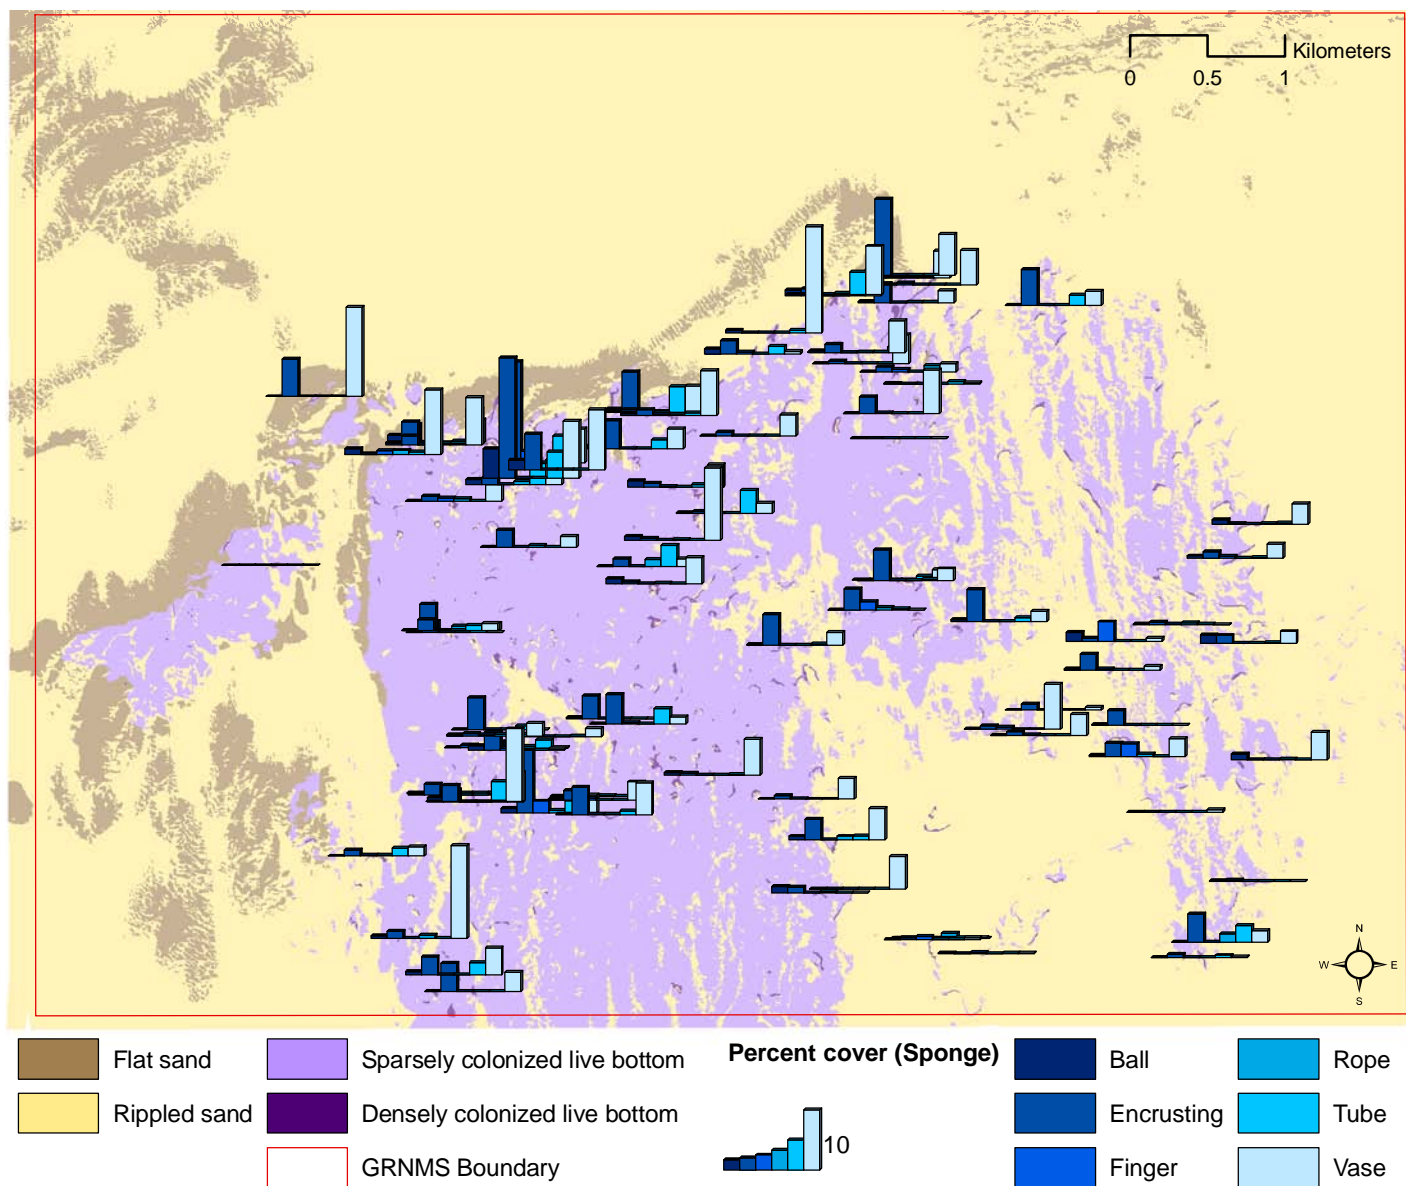 Kilometers
0 0.5 1
N
W E
S
Flat sand
Rippled sand
Sparsely colonized live bottom
Densely colonized live bottom
GRNMS Boundary
Percent cover (Sponge)
10
Ball
Encrusting
Finger
Rope
Tube
Vase